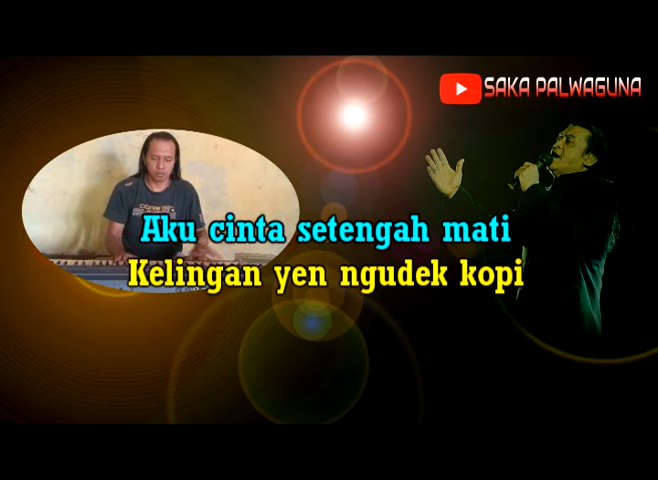 SAKA PALWAGUNA
Aku cinta setengah mati
Kelingan yen ngudek kopi